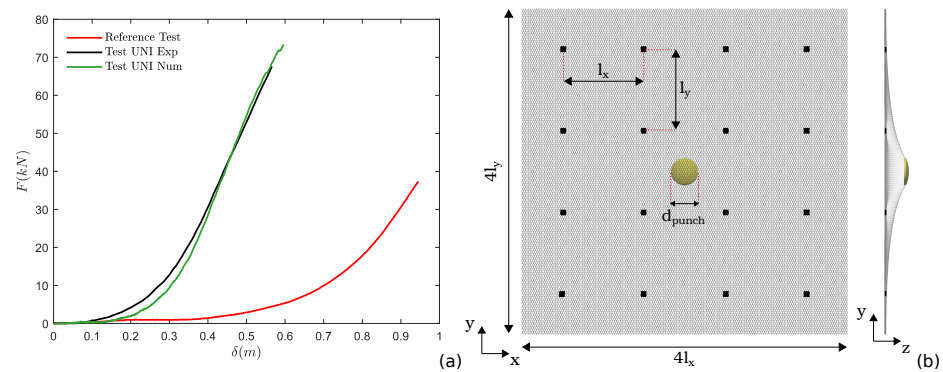 80
70
60
50
40
30
20
10
0
F(kN)
Reference Test
Test UNI Exp
Test UNI Num
0 0.1 0.2 0.3 0.4 0.5 0.6 0.7 0.8 0.9 1
δ(m)
(a)
4l_y
l_x
l_y
d_punch
y
x
4l_x
y
z
(b)